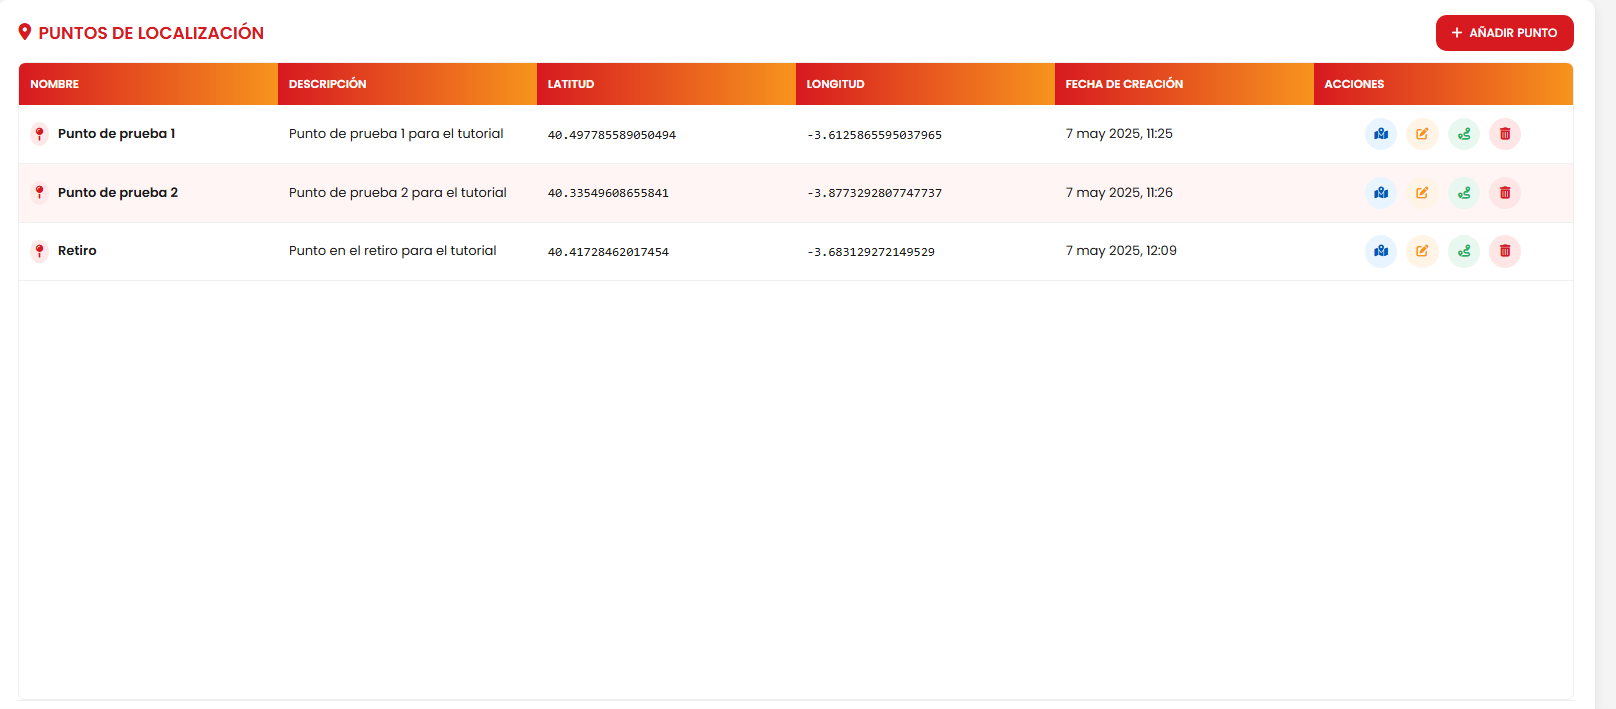 PUNTOS DE LOCALIZACIÓN
AÑADIR PUNTO
NOMBRE DESCRIPCIÓN LATITUD LONGITUD FECHA DE CREACIÓN ACCIONES
Punto de prueba 1 Punto de prueba 1 para el tutorial 40.497785589050494 -3.6125865595037965 7 may 2025, 11:25
Punto de prueba 2 Punto de prueba 2 para el tutorial 40.33549608655841 -3.8773292807747737 7 may 2025, 11:26
Retiro Punto en el retiro para el tutorial 40.41728462017454 -3.683129272149529 7 may 2025, 12:09